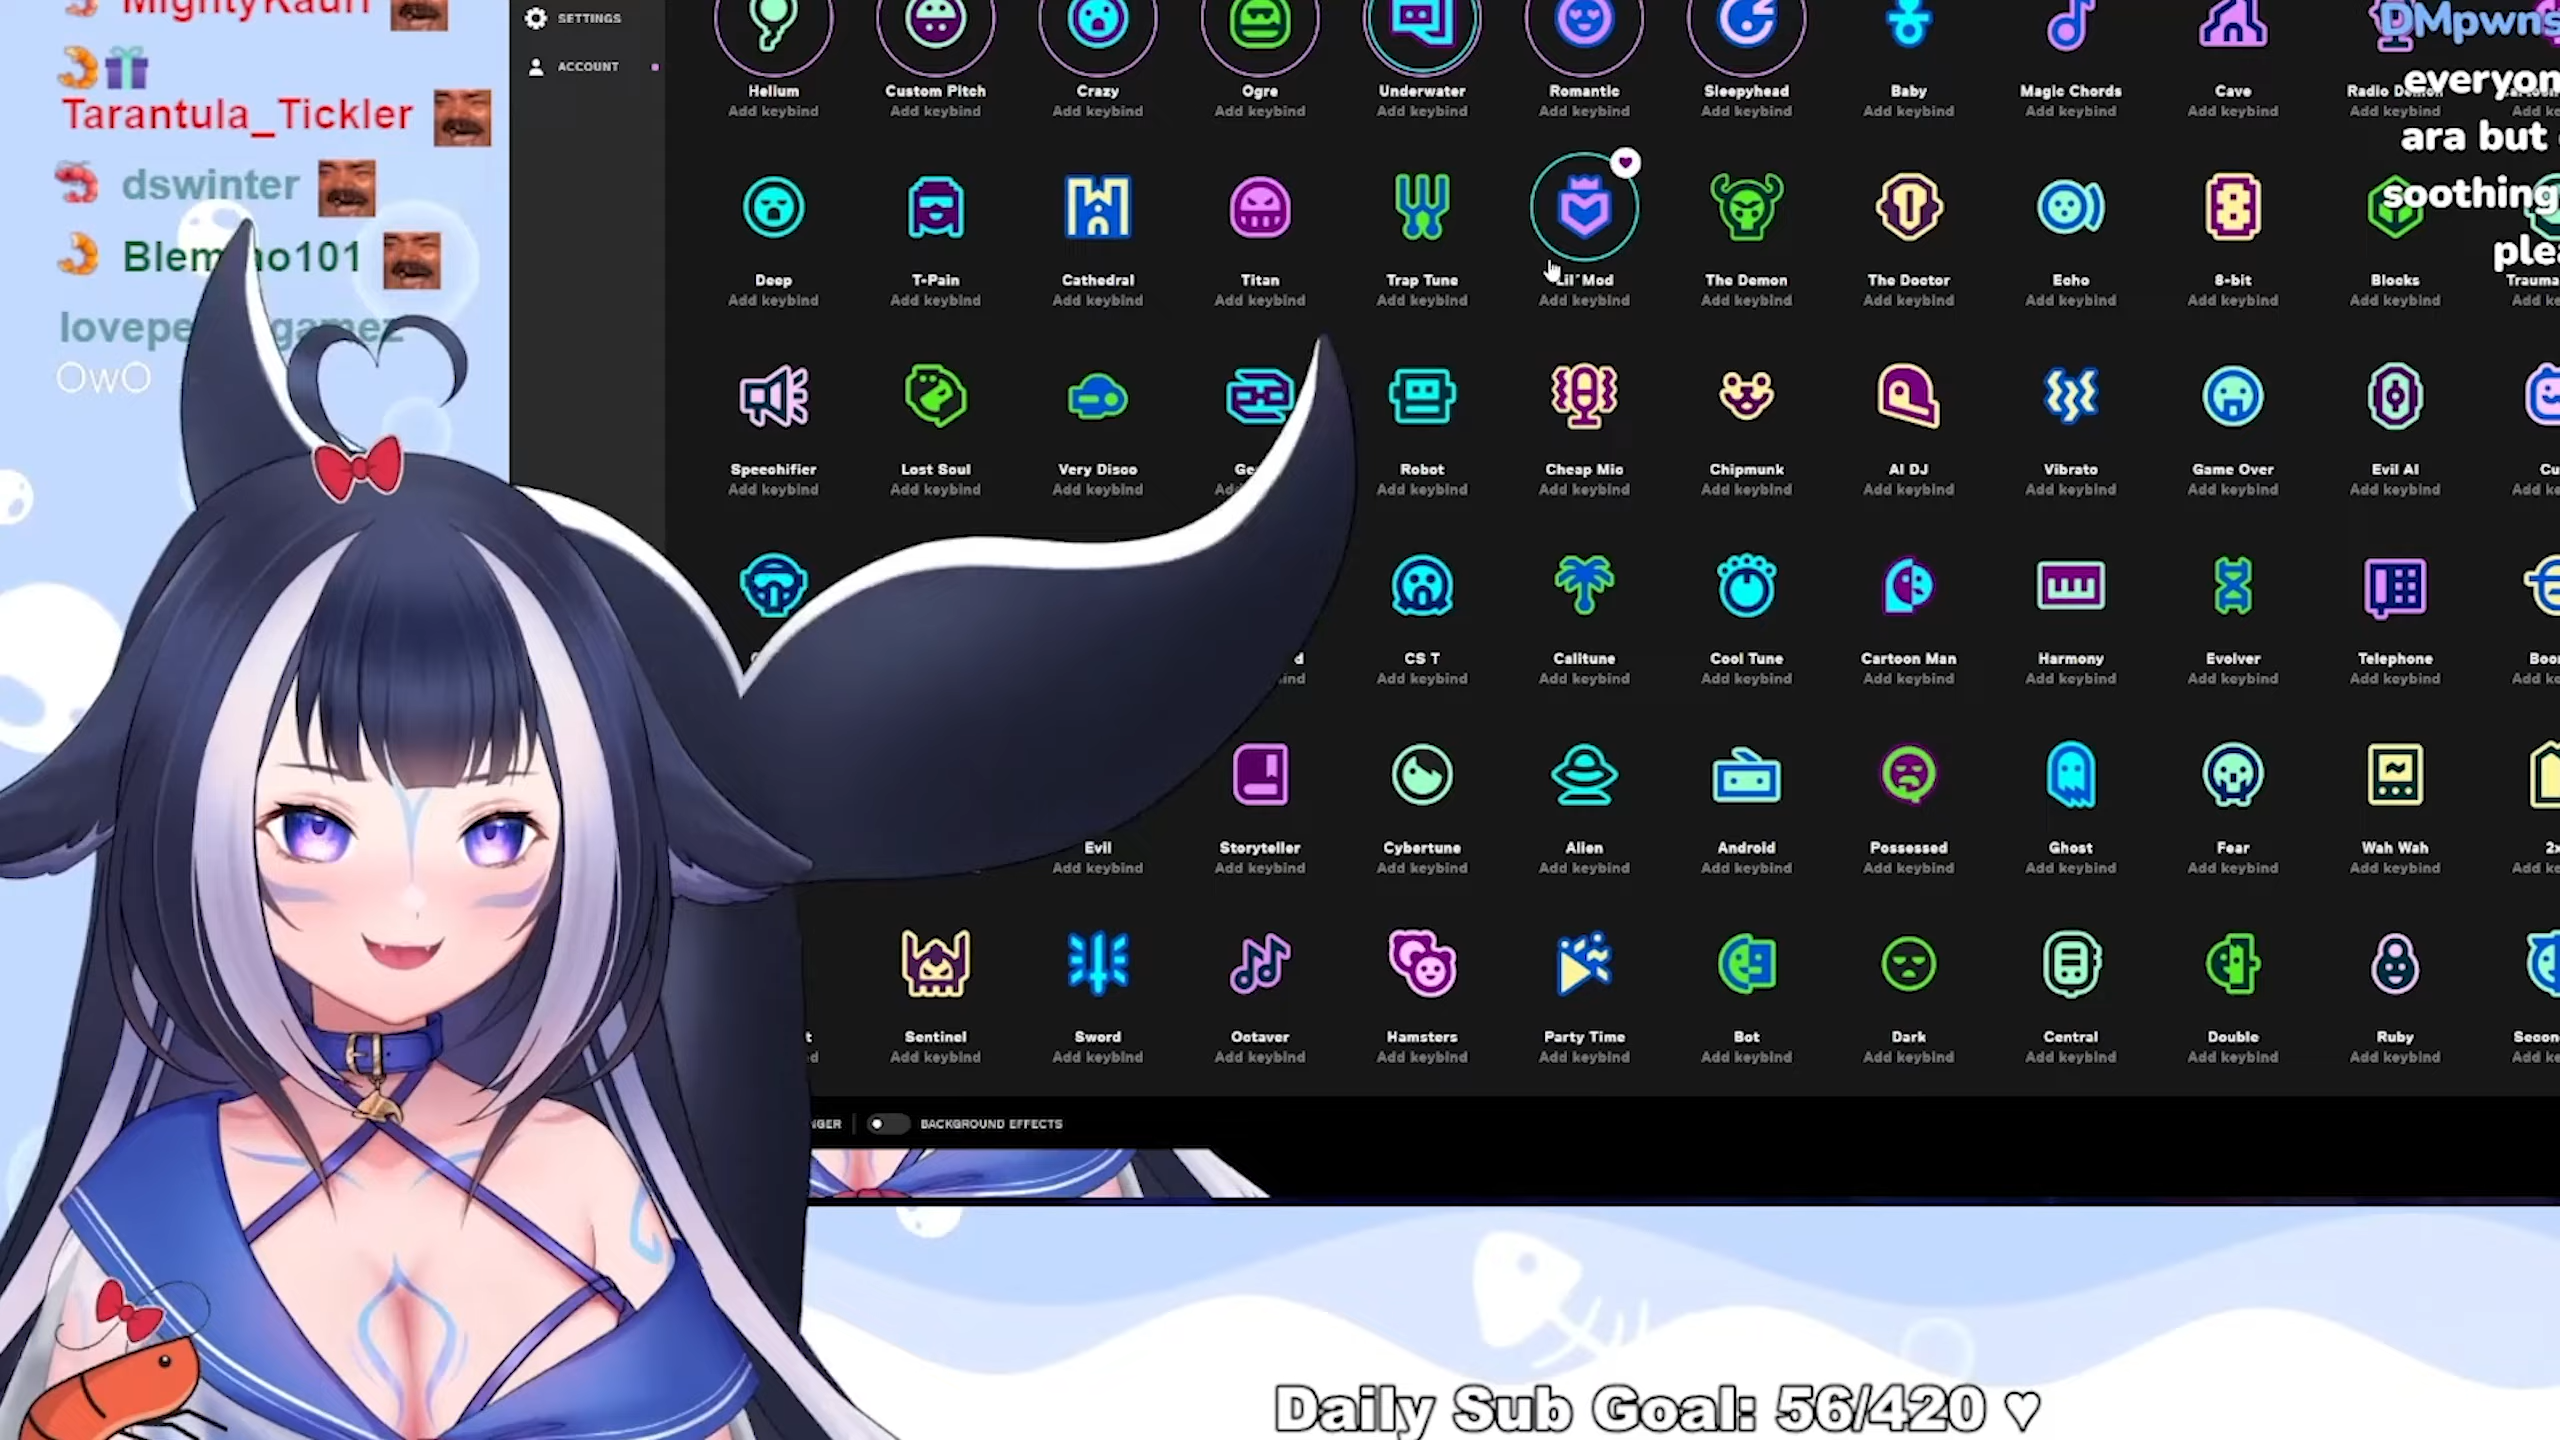 MightyKauri
Tarantula_Tickler
dswinter
OwO
SETTINGS
ACCOUNT
Helium
Add keybind
Custom Pitch
Add keybind
Crazy
Add keybind
Ogre
Add keybind
Underwater
Add keybind
Romantic
Add keybind
Sleepyhead
Add keybind
Baby
Add keybind
Magic Chords
Add keybind
Cave
Add keybind
Radio
Add keybind
Deep
Add keybind
T-Pain
Add keybind
Cathedral
Add keybind
Titan
Add keybind
Trap Tune
Add keybind
Lil' Mod
Add keybind
The Demon
Add keybind
The Doctor
Add keybind
Echo
Add keybind
8-bit
Add keybind
Blocks
Add keybind
Speechifier
Add keybind
Lost Soul
Add keybind
Very Disco
Add keybind
Robot
Add keybind
Cheap Mic
Add keybind
Chipmunk
Add keybind
AI DJ
Add keybind
Vibrato
Add keybind
Game Over
Add keybind
Evil AI
Add keybind
CS T
Add keybind
Calltune
Add keybind
Cool Tune
Add keybind
Cartoon Man
Add keybind
Harmony
Add keybind
Evolver
Add keybind
Telephone
Add keybind
Evil
Add keybind
Storyteller
Add keybind
Cybertune
Add keybind
Alien
Add keybind
Android
Add keybind
Possessed
Add keybind
Ghost
Add keybind
Fear
Add keybind
Wah Wah
Add keybind
2x
Sentinel
Add keybind
Sword
Add keybind
Octaver
Add keybind
Hamsters
Add keybind
Party Time
Add keybind
Bot
Add keybind
Dark
Add keybind
Central
Add keybind
Double
Add keybind
Ruby
Add keybind
BACKGROUND EFFECTS
DMpwns
everyon
ara but
soothing
plea
Daily Sub Goal: 56/420 ♥